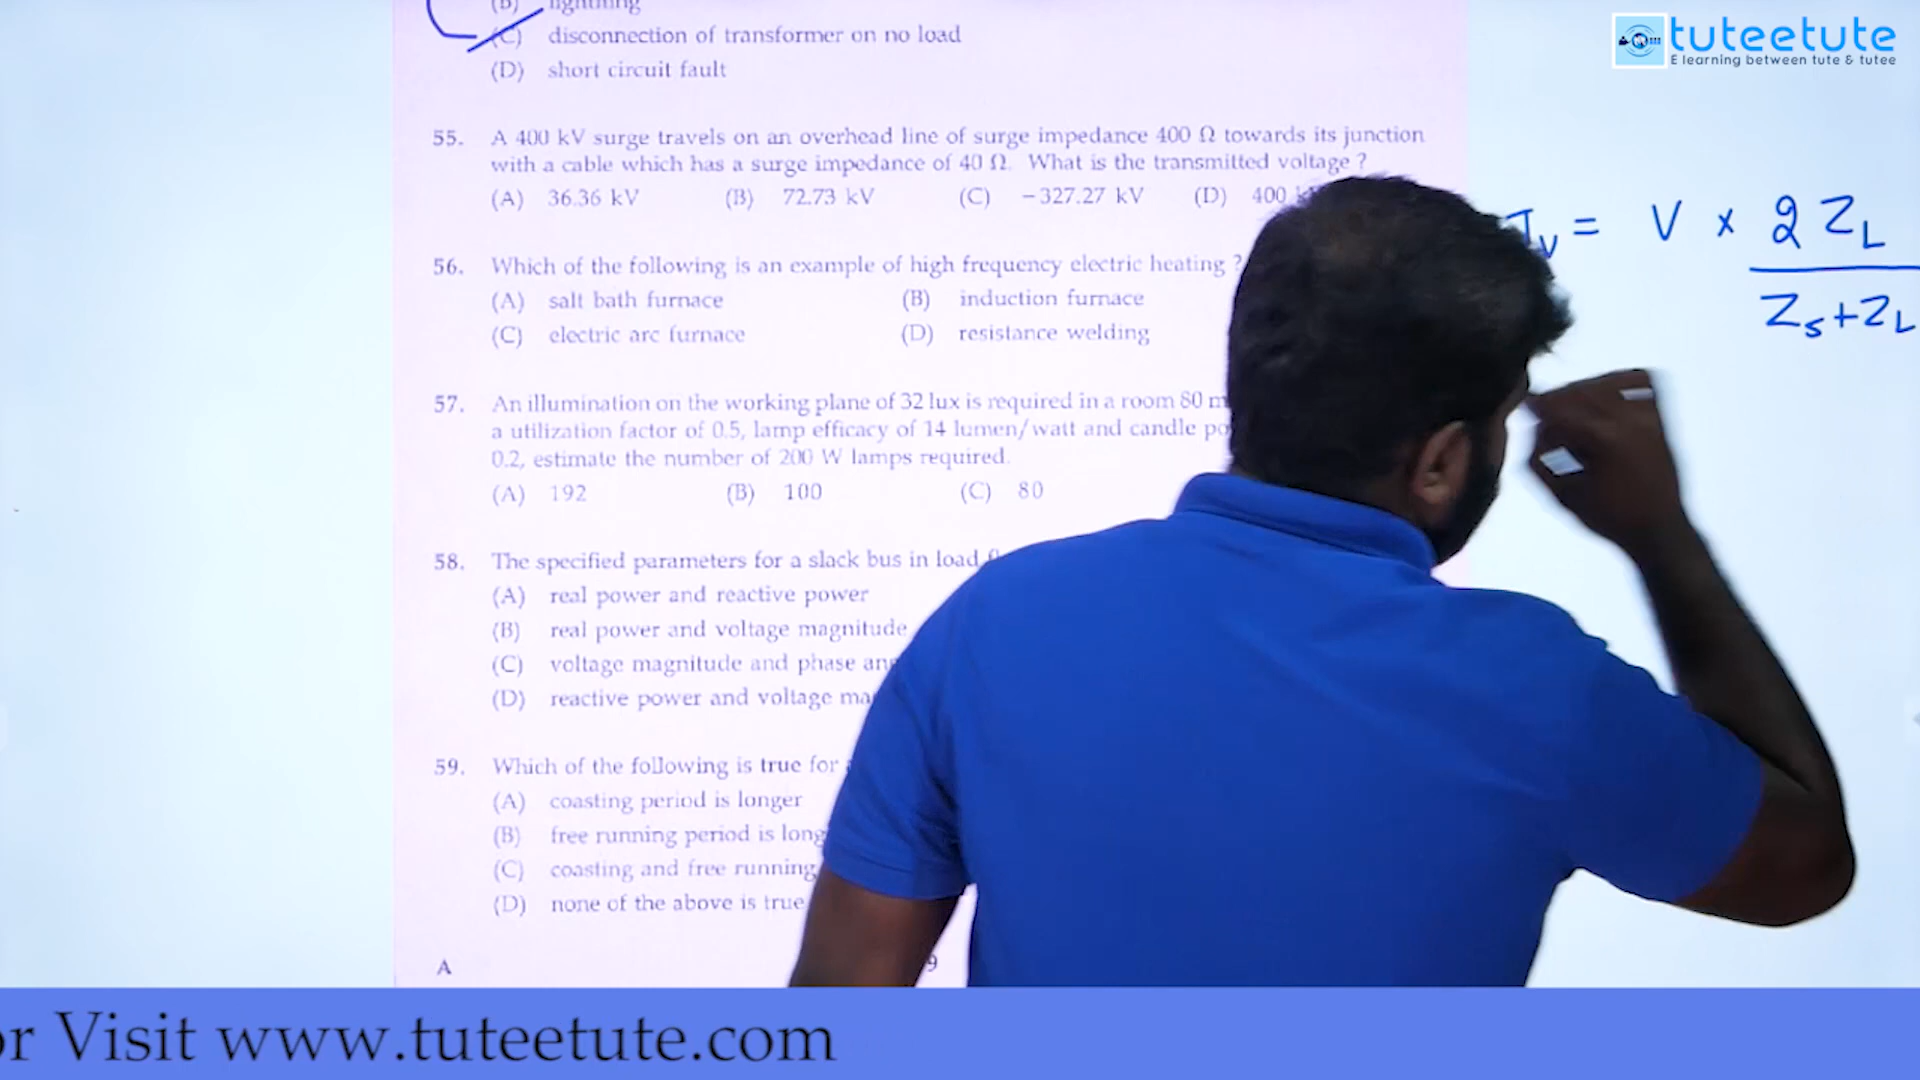 (B) lightning
(C) disconnection of transformer on no load
(D) short circuit fault
tuteetute
E learning between tute & tutee
55. A 400 kV surge travels on an overhead line of surge impedance 400 Ω towards its junction
with a cable which has a surge impedance of 40 Ω. What is the transmitted voltage ?
(A) 36.36 kV (B) 72.73 kV (C) −327.27 kV (D) 400
V = V × 2 ZL
Zs+ZL
56. Which of the following is an example of high frequency electric heating ?
(A) salt bath furnace (B) induction furnace
(C) electric arc furnace (D) resistance welding
57. An illumination on the working plane of 32 lux is required in a room 80 m
a utilization factor of 0.5, lamp efficacy of 14 lumen/watt and candle
0.2, estimate the number of 200 W lamps required.
(A) 192 (B) 100 (C) 80
58. The specified parameters for a slack bus in load
(A) real power and reactive power
(B) real power and voltage magnitude
(C) voltage magnitude and phase
(D) reactive power and voltage
59. Which of the following is true for
(A) coasting period is longer
(B) free running period is
(C) coasting and free running
(D) none of the above is true
A 9
Visit www.tuteetute.com